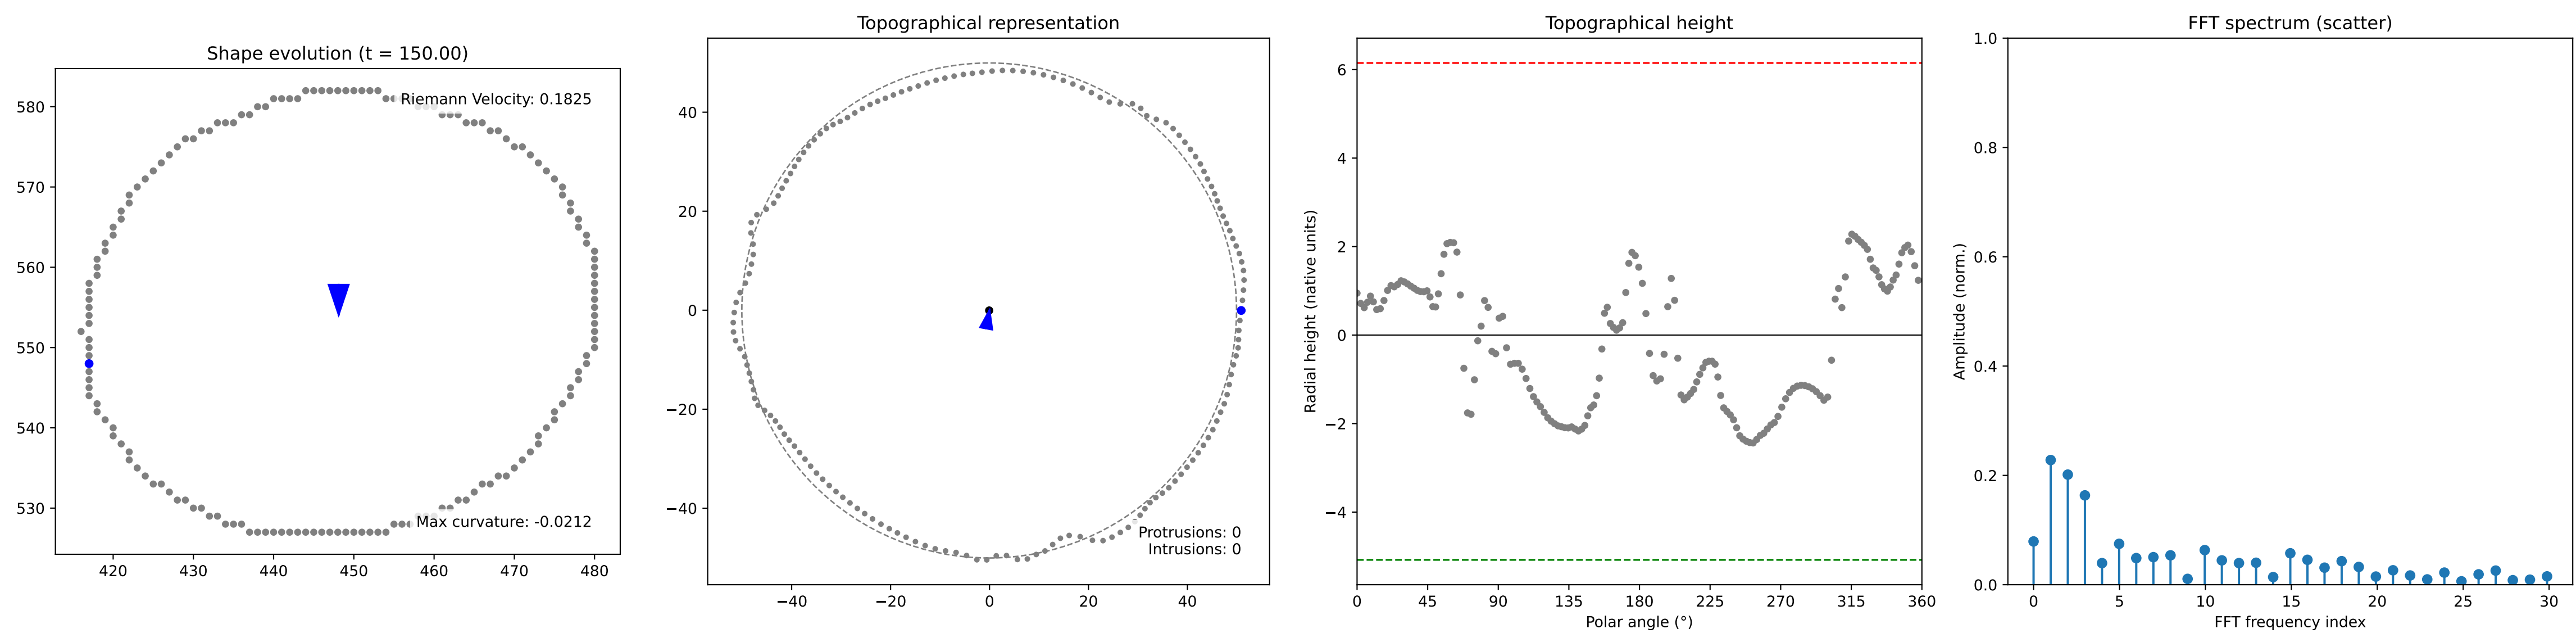 Shape evolution (t = 150.00)
Riemann Velocity: 0.1825
Max curvature: -0.0212
580
570
560
550
540
530
420 430 440 450 460 470 480
Topographical representation
40
20
0
−20
−40
Protrusions: 0
Intrusions: 0
−40 −20 0 20 40
Topographical height
Radial height (native units)
6
4
2
0
−2
−4
0 45 90 135 180 225 270 315 360
Polar angle (°)
FFT spectrum (scatter)
Amplitude (norm.)
1.0
0.8
0.6
0.4
0.2
0.0
0 5 10 15 20 25 30
FFT frequency index